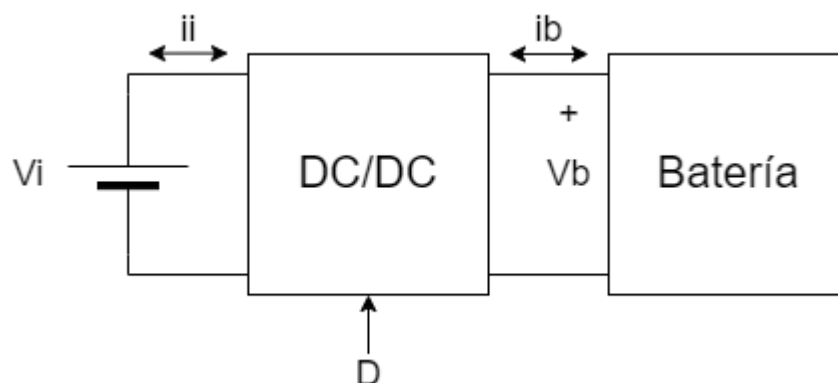 ii
ib
+
Vi
DC/DC
Vb
Batería
D